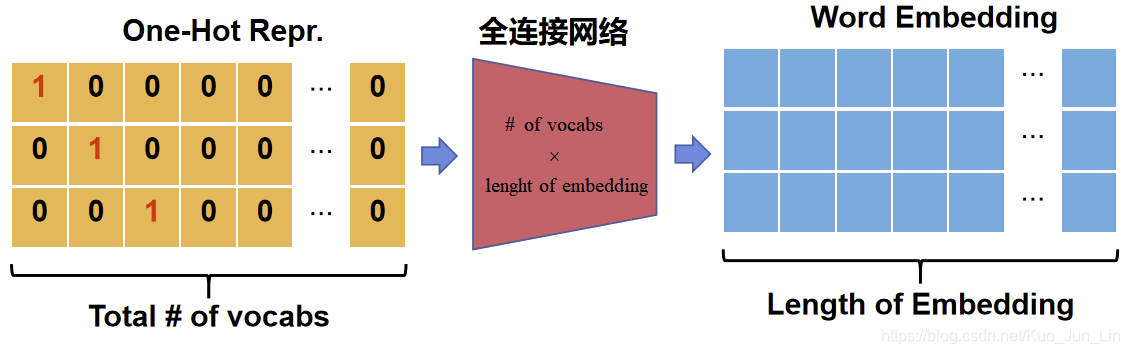 One-Hot Repr.
全连接网络
Word Embedding
1 0 0 0 0 ... 0
0 1 0 0 0 ... 0
0 0 1 0 0 ... 0
# of vocabs
×
lenght of embedding
...
...
...
Total # of vocabs
Length of Embedding
https://blog.csdn.net/Kuo_Jun_Lin